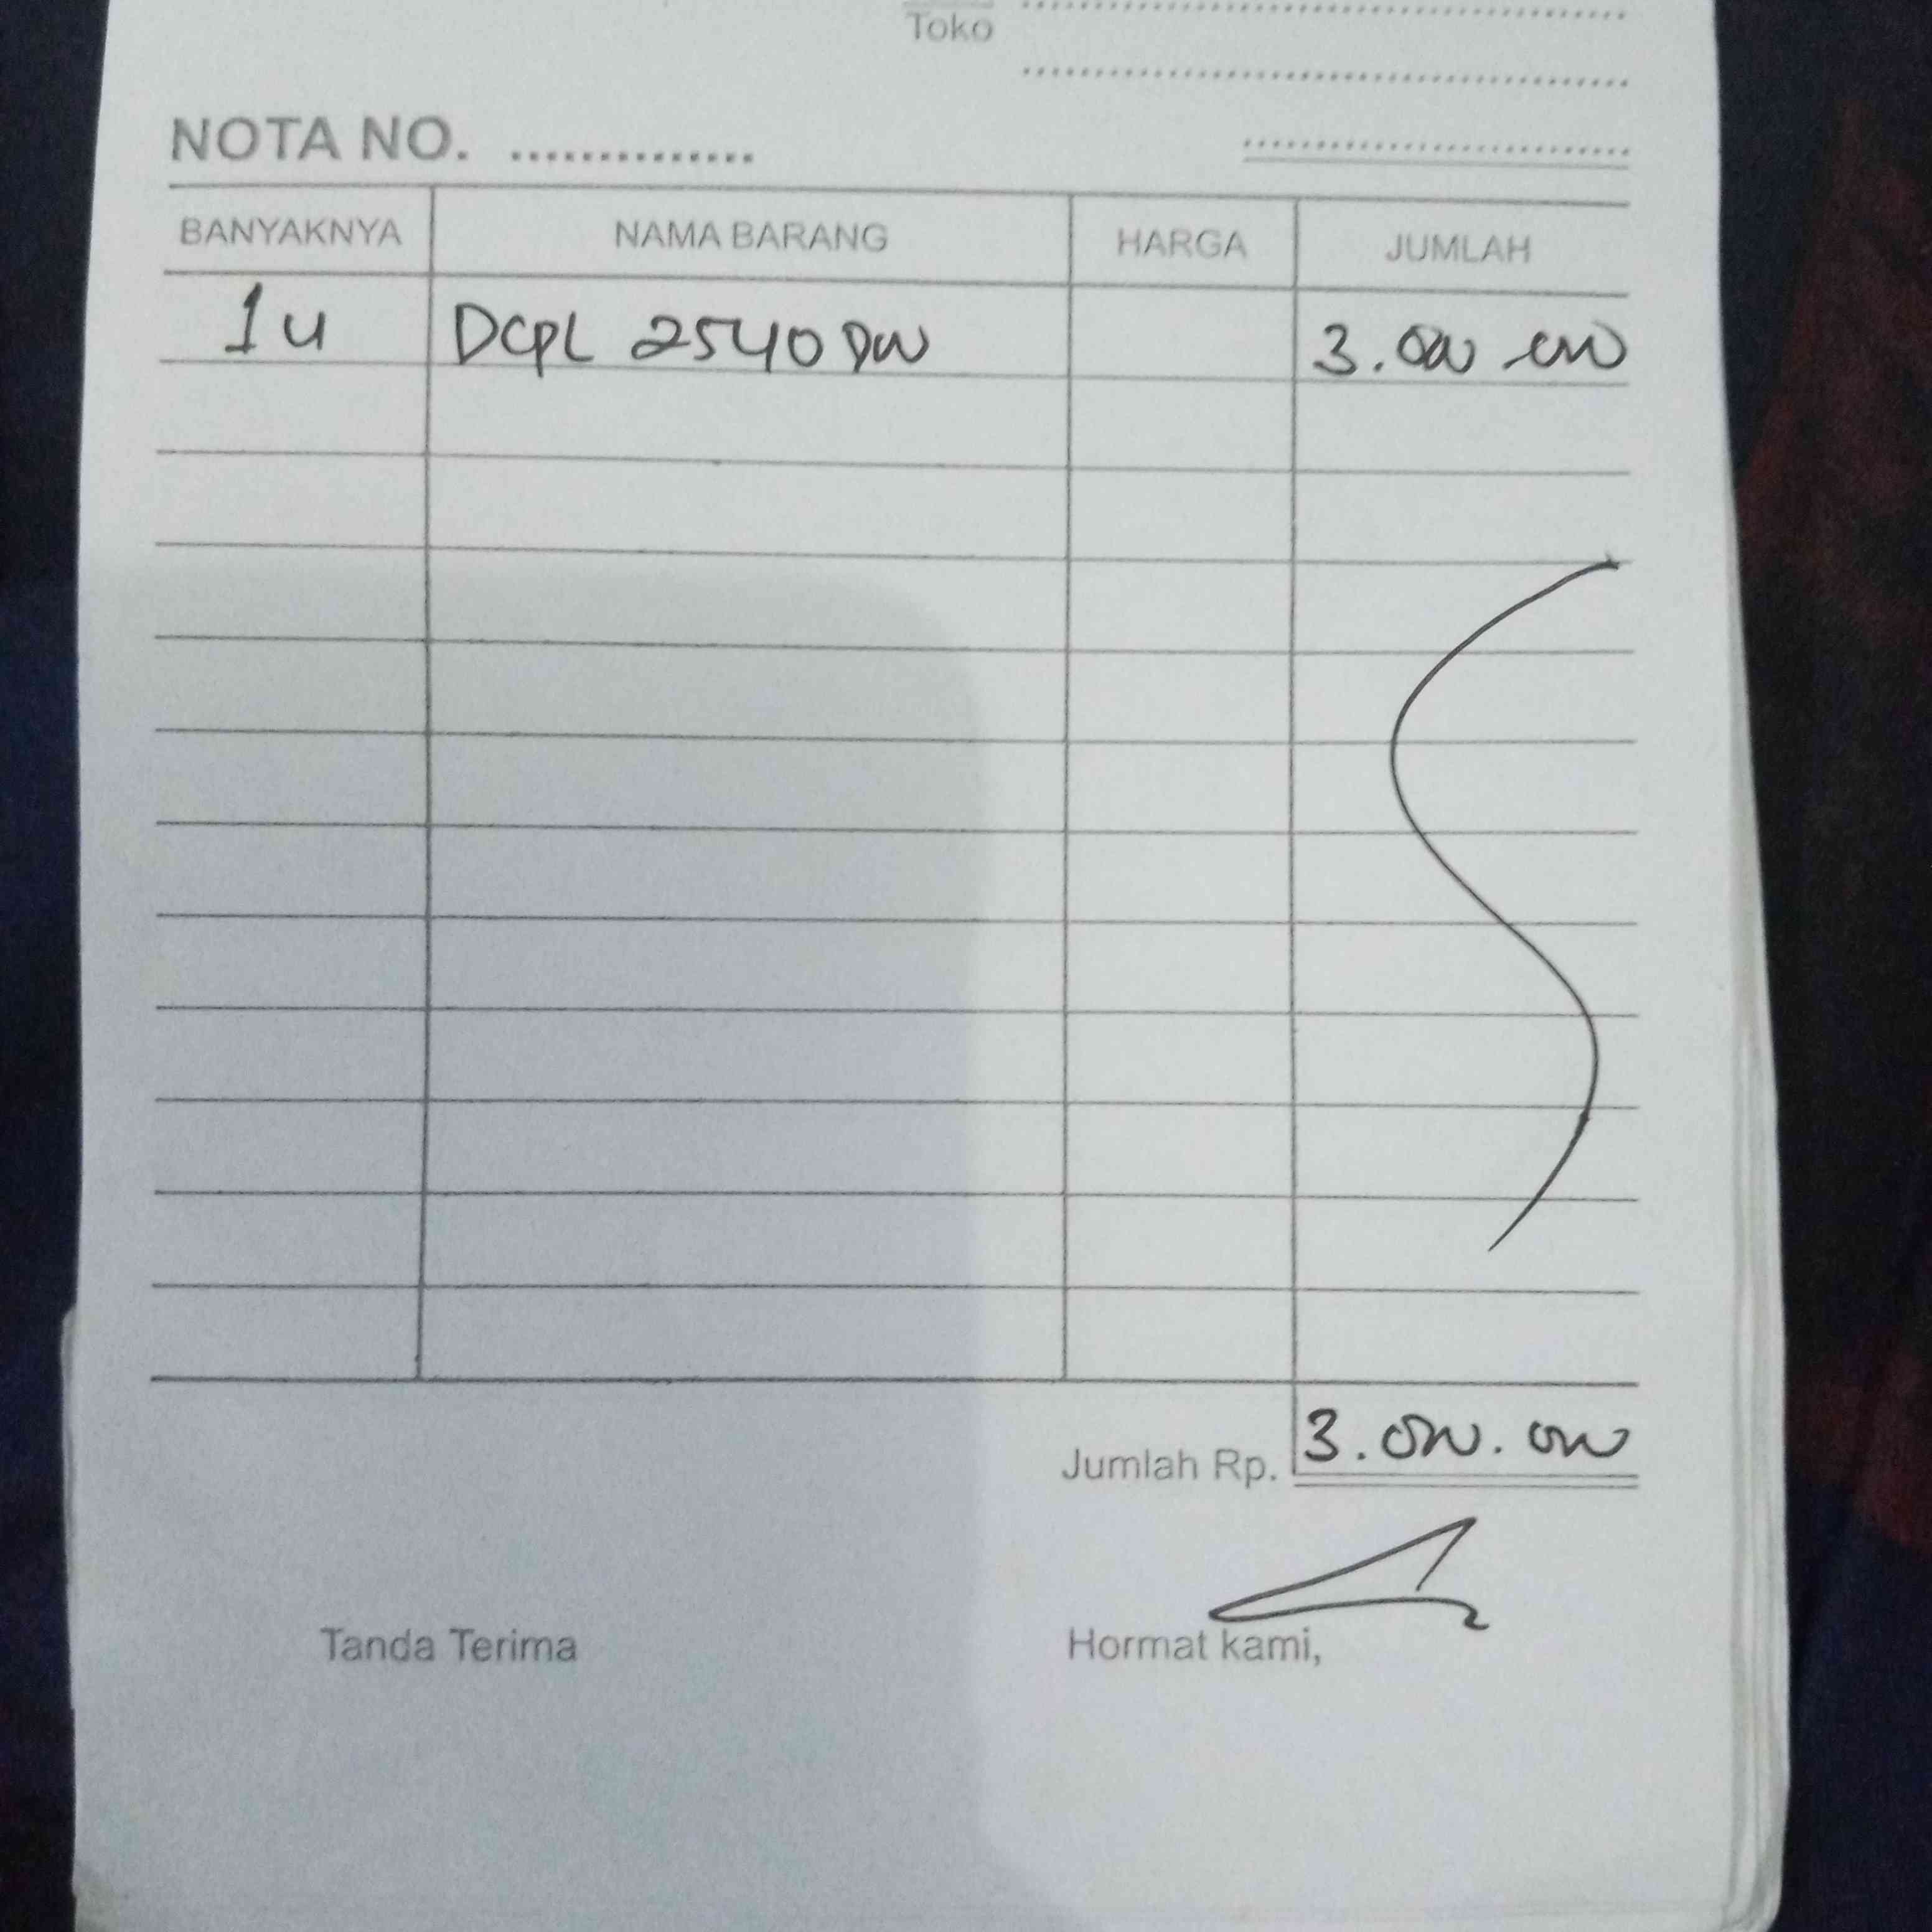 Toko
NOTA NO.
BANYAKNYA NAMA BARANG HARGA JUMLAH
1 u DCPL 2540 DW 3.000 000
Jumlah Rp. 3.000.000
Tanda Terima Hormat kami,